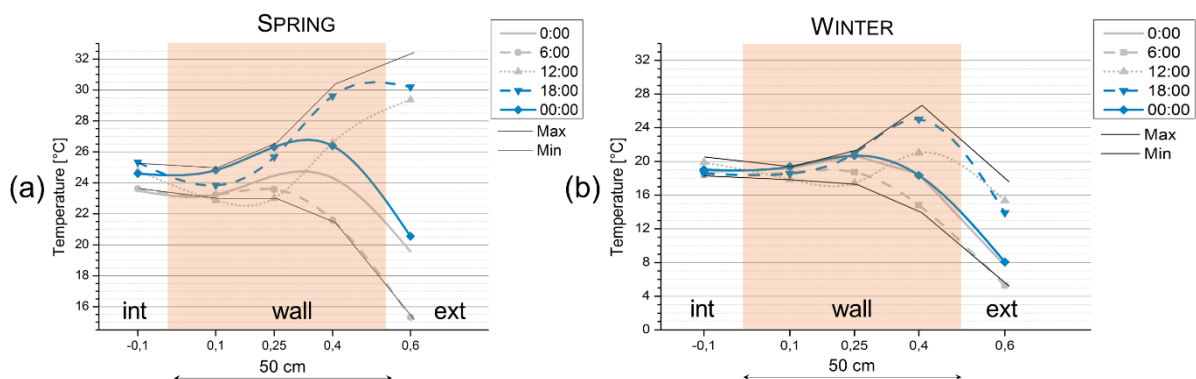 SPRING
(a)
Temperature [°C]
32
30
28
26
24
22
20
18
16
int
wall
ext
-0,1
0,1
0,25
0,4
0,6
50 cm
0:00
6:00
12:00
18:00
00:00
Max
Min
WINTER
(b)
Temperature [°C]
32
28
24
20
16
12
8
4
0
int
wall
ext
-0,1
0,1
0,25
0,4
0,6
50 cm
0:00
6:00
12:00
18:00
00:00
Max
Min